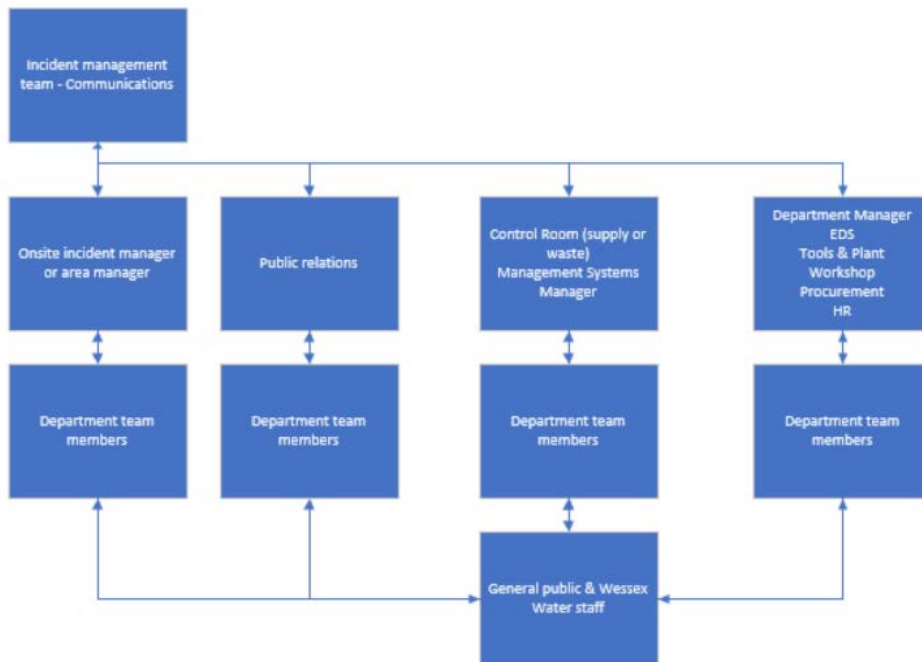 Incident management
team - Communications
Onsite incident manager
or area manager
Public relations
Control Room (supply or
waste)
Management Systems
Manager
Department Manager
EDS
Tools & Plant
Workshop
Procurement
HR
Department team
members
Department team
members
Department team
members
Department team
members
General public & Wessex
Water staff